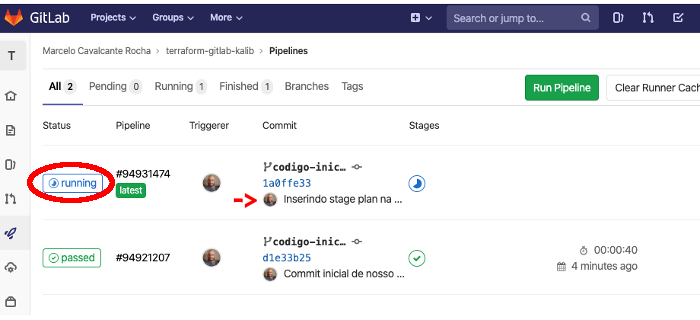 GitLab Projects Groups More Search or jump to...
T
Marcelo Cavalcante Rocha > terraform-gitlab-kalib > Pipelines
All 2 Pending 0 Running 1 Finished 1 Branches Tags Run Pipeline Clear Runner Cach
Status Pipeline Triggerer Commit Stages
running #94931474 latest codigo-inic...
1a0ffe33
Inserindo stage plan na ...
passed #94921207 codigo-inic... 00:00:40
d1e33b25 4 minutes ago
Commit inicial de nosso ...